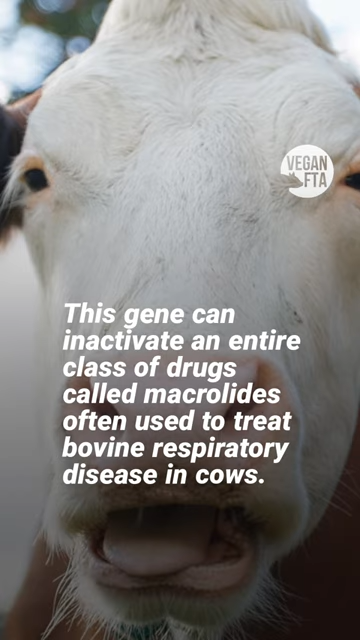 VEGAN
FTA
This gene can
inactivate an entire
class of drugs
called macrolides
often used to treat
bovine respiratory
disease in cows.